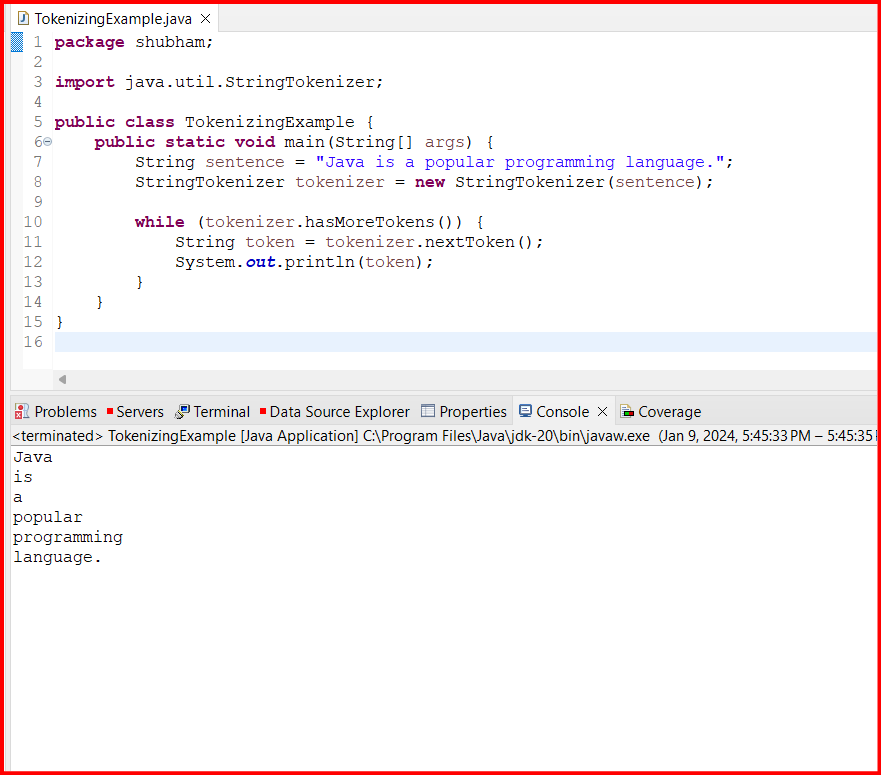 TokenizingExample.java
1 package shubham;
2
3 import java.util.StringTokenizer;
4
5 public class TokenizingExample {
6     public static void main(String[] args) {
7         String sentence = "Java is a popular programming language.";
8         StringTokenizer tokenizer = new StringTokenizer(sentence);
9
10         while (tokenizer.hasMoreTokens()) {
11             String token = tokenizer.nextToken();
12             System.out.println(token);
13         }
14     }
15 }
16
Problems Servers Terminal Data Source Explorer Properties Console Coverage
<terminated> TokenizingExample [Java Application] C:\Program Files\Java\jdk-20\bin\javaw.exe (Jan 9, 2024, 5:45:33 PM – 5:45:35
Java
is
a
popular
programming
language.